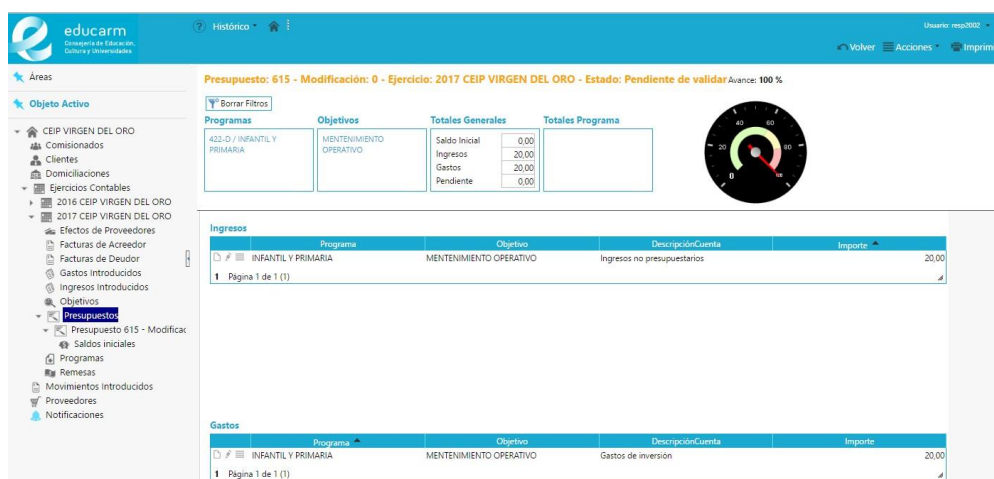 educarm
Consejería de Educación,
Cultura y Universidades
Histórico
Usuario: resp2002
Volver Acciones Imprimi
Áreas
Objeto Activo
CEIP VIRGEN DEL ORO
Comisionados
Clientes
Domiciliaciones
Ejercicios Contables
2016 CEIP VIRGEN DEL ORO
2017 CEIP VIRGEN DEL ORO
Efectos de Proveedores
Facturas de Acreedor
Facturas de Deudor
Gastos Introducidos
Ingresos Introducidos
Objetivos
Presupuestos
Presupuesto 615 - Modificac
Saldos iniciales
Programas
Remesas
Movimientos Introducidos
Proveedores
Notificaciones
Presupuesto: 615 - Modificación: 0 - Ejercicio: 2017 CEIP VIRGEN DEL ORO - Estado: Pendiente de validar Avance: 100 %
Borrar Filtros
Programas Objetivos Totales Generales Totales Programa
422-D / INFANTIL Y
PRIMARIA
MENTENIMIENTO
OPERATIVO
Saldo Inicial 0,00
Ingresos 20,00
Gastos 20,00
Pendiente 0,00
0 20 40 60 80 100
Ingresos
Programa Objetivo DescripciónCuenta Importe
INFANTIL Y PRIMARIA MENTENIMIENTO OPERATIVO Ingresos no presupuestarios 20,00
1 Página 1 de 1 (1)
Gastos
Programa Objetivo DescripciónCuenta Importe
INFANTIL Y PRIMARIA MENTENIMIENTO OPERATIVO Gastos de inversión 20,00
1 Página 1 de 1 (1)